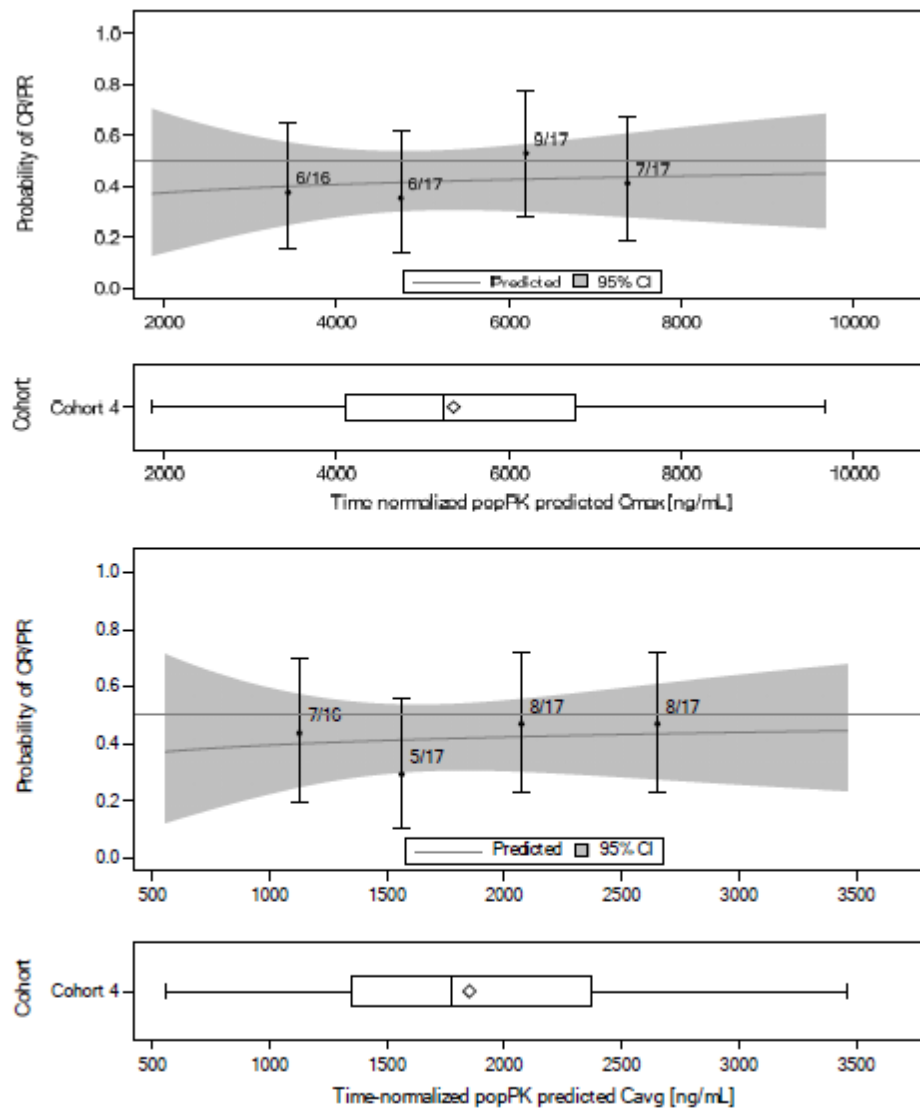 Probability of CR/PR
1.0
0.8
0.6
0.4
0.2
0.0
6/16
6/17
9/17
7/17
Predicted 95% CI
2000 4000 6000 8000 10000
Cohort
Cohort 4
2000 4000 6000 8000 10000
Time normalized popPK predicted Cmax [ng/mL]
Probability of CR/PR
1.0
0.8
0.6
0.4
0.2
0.0
7/16
5/17
8/17
8/17
Predicted 95% CI
500 1000 1500 2000 2500 3000 3500
Cohort
Cohort 4
500 1000 1500 2000 2500 3000 3500
Time-normalized popPK predicted Cavg [ng/mL]